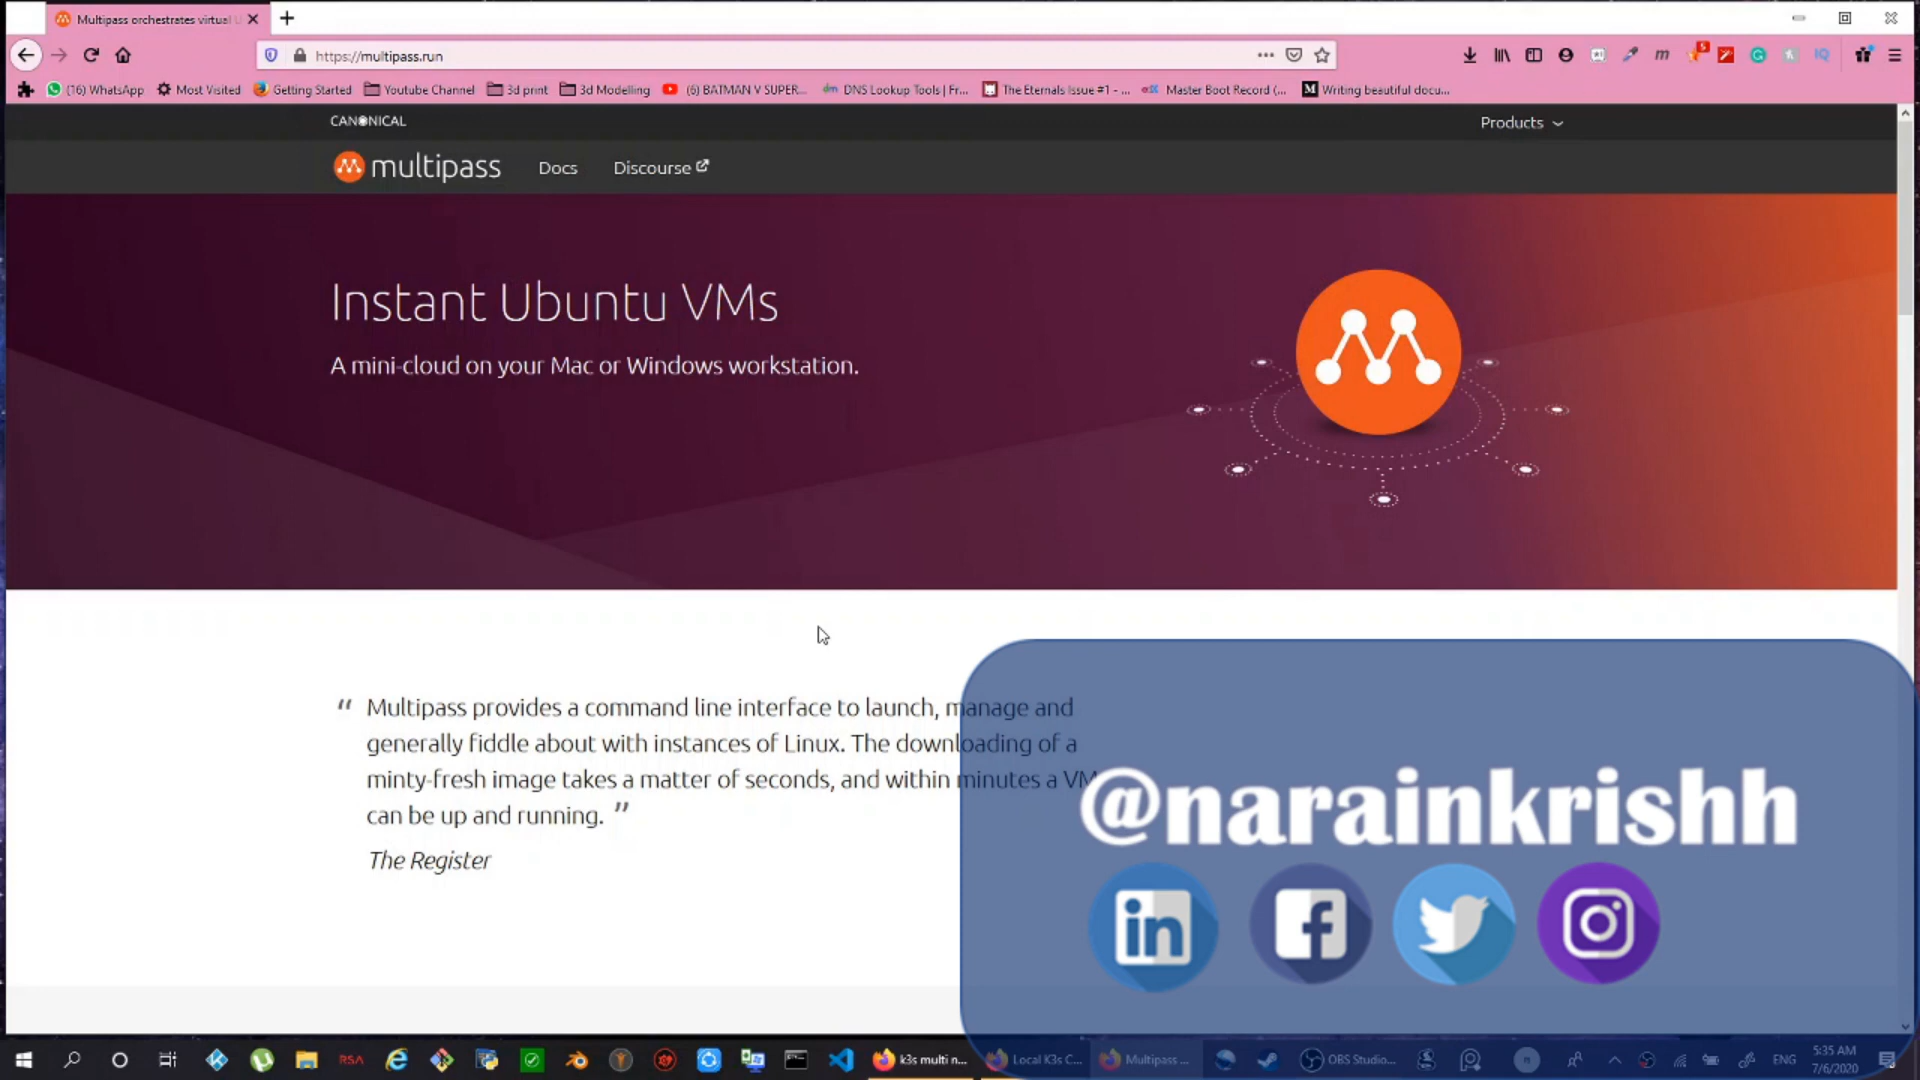 Multipass orchestrates virtual
https://multipass.run
(16) WhatsApp
Most Visited
Getting Started
Youtube Channel
3d print
3d Modelling
(6) BATMAN V SUPER...
DNS Lookup Tools | Fr...
The Eternals Issue #1 - ...
Master Boot Record (...
Writing beautiful docu...
CANONICAL
Products
multipass
Docs
Discourse
Instant Ubuntu VMs
A mini-cloud on your Mac or Windows workstation.
“ Multipass provides a command line interface to launch, manage and
generally fiddle about with instances of Linux. The downloading of a
minty-fresh image takes a matter of seconds, and within minutes a VM
can be up and running. ”
The Register
@narainkrishh
in
f
RSA
k3s multi n...
Local K3s C...
Multipass ...
OBS Studio...
ENG
5:35 AM
7/6/2020